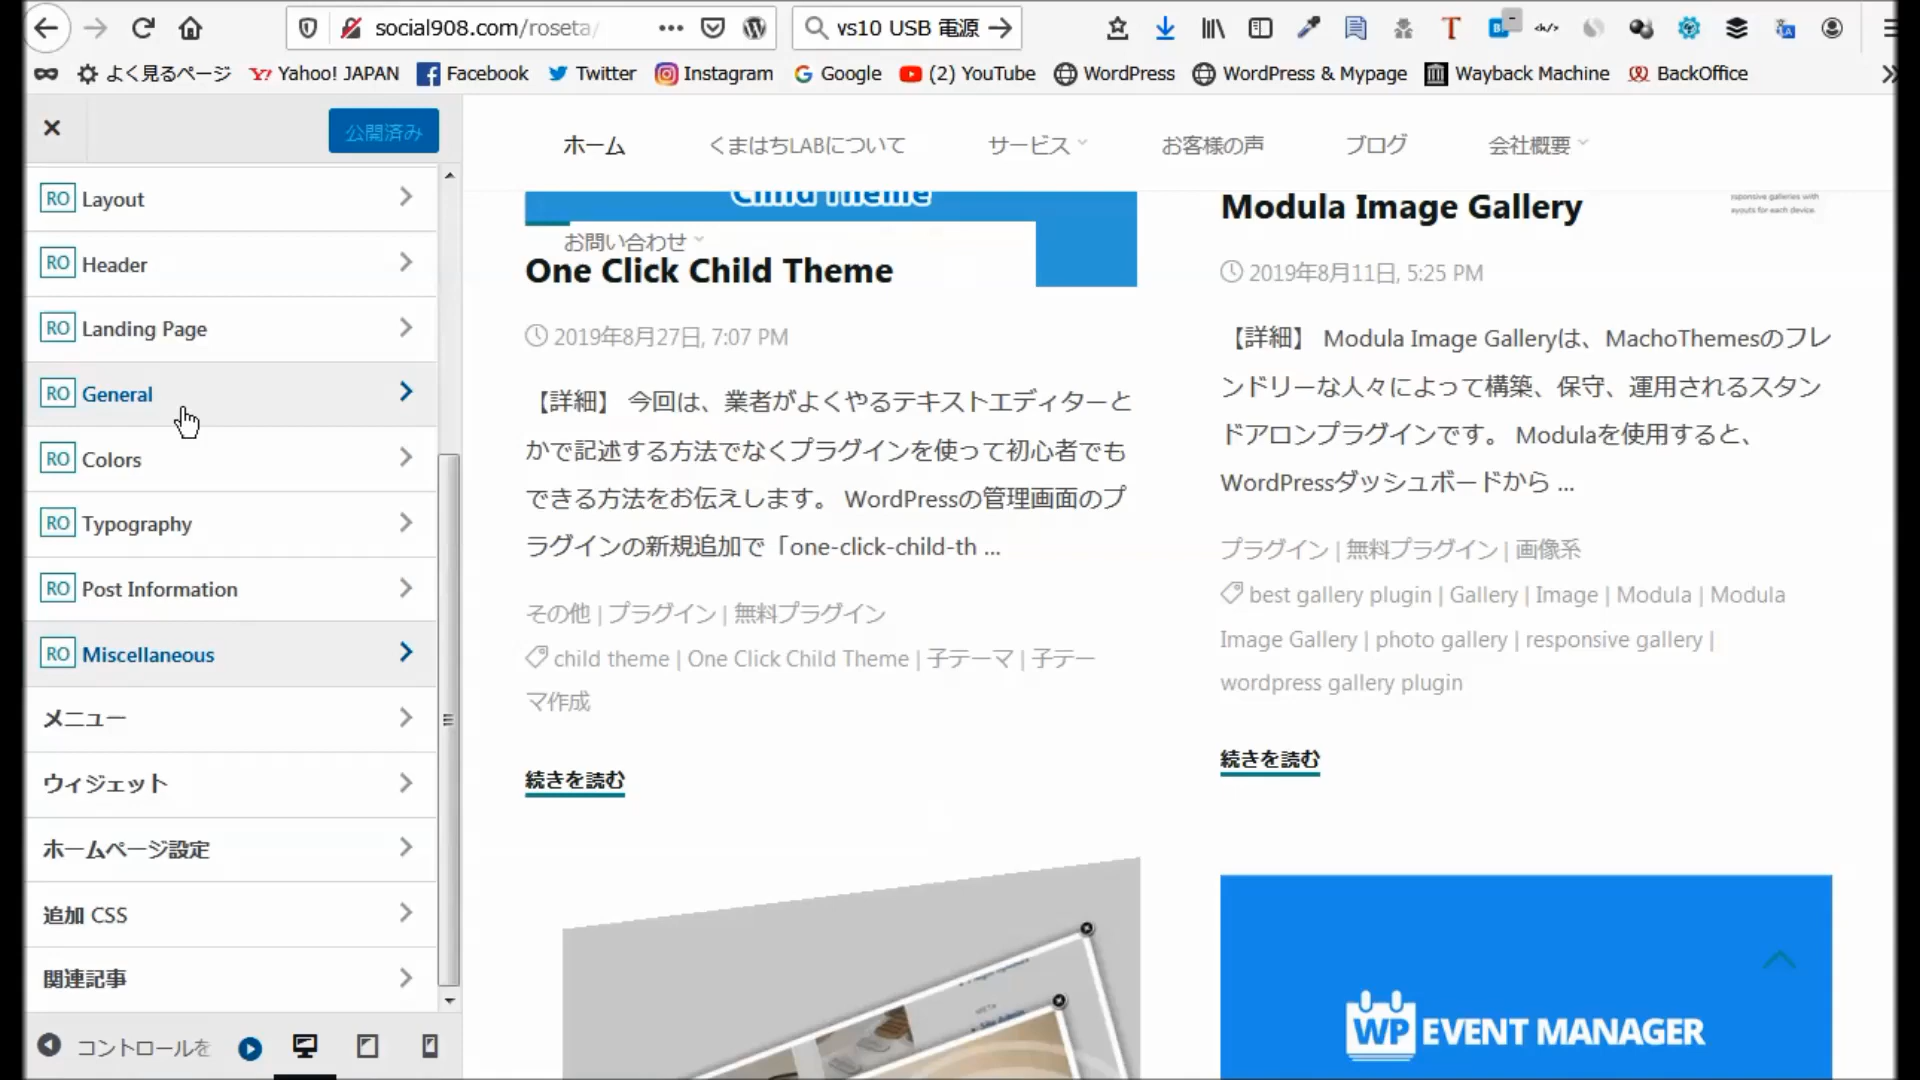 social908.com/roseta/
vs10 USB 電源
よく見るページ
Yahoo! JAPAN
Facebook
Twitter
Instagram
Google
(2) YouTube
WordPress
WordPress & Mypage
Wayback Machine
BackOffice
公開済み
RO Layout
RO Header
RO Landing Page
RO General
RO Colors
RO Typography
RO Post Information
RO Miscellaneous
メニュー
ウィジェット
ホームページ設定
追加 CSS
関連記事
コントロールを
ホーム
くまはちLABについて
サービス
お客様の声
ブログ
会社概要
お問い合わせ
Child Theme
One Click Child Theme
2019年8月27日, 7:07 PM
【詳細】 今回は、業者がよくやるテキストエディターと
かで記述する方法でなくプラグインを使って初心者でも
できる方法をお伝えします。 WordPressの管理画面のプ
ラグインの新規追加で「one-click-child-th ...
その他 | プラグイン | 無料プラグイン
child theme | One Click Child Theme | 子テーマ | 子テー
マ作成
続きを読む
Modula Image Gallery
2019年8月11日, 5:25 PM
【詳細】 Modula Image Galleryは、MachoThemesのフレ
ンドリーな人々によって構築、保守、運用されるスタン
ドアロンプラグインです。 Modulaを使用すると、
WordPressダッシュボードから ...
プラグイン | 無料プラグイン | 画像系
best gallery plugin | Gallery | Image | Modula | Modula
Image Gallery | photo gallery | responsive gallery |
wordpress gallery plugin
続きを読む
WP EVENT MANAGER